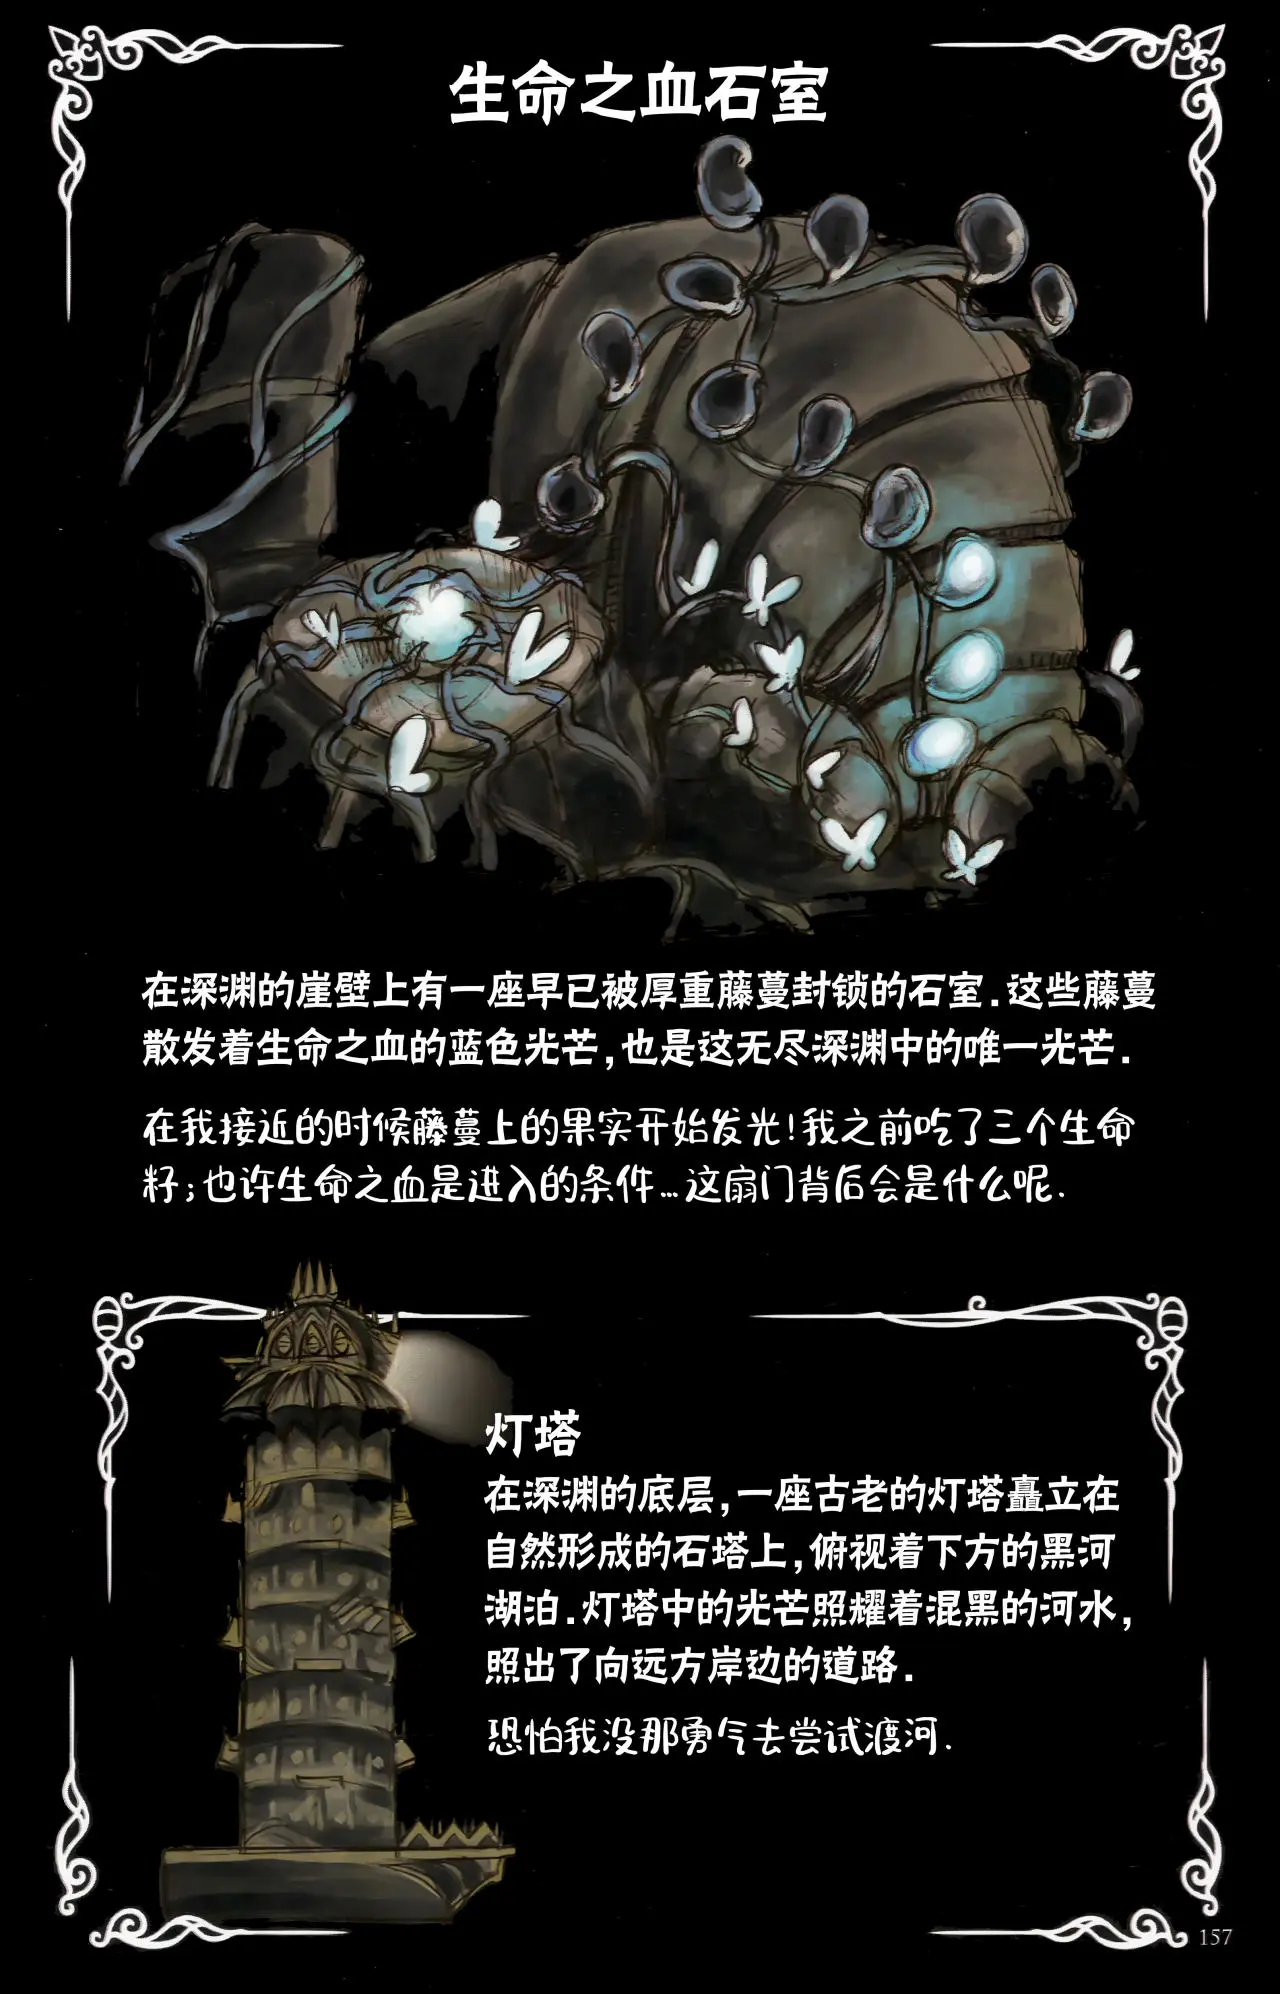 生命之血石室
在深渊的崖壁上有一座早已被厚重藤蔓封锁的石室.这些藤蔓
散发着生命之血的蓝色光芒,也是这无尽深渊中的唯一光芒.
在我接近的时候藤蔓上的果实开始发光!我之前吃了三个生命
籽;也许生命之血是进入的条件...这扇门背后会是什么呢.
灯塔
在深渊的底层,一座古老的灯塔矗立在
自然形成的石塔上,俯视着下方的黑河
湖泊.灯塔中的光芒照耀着混黑的河水,
照出了向远方岸边的道路.
恐怕我没那勇气去尝试渡河.
157